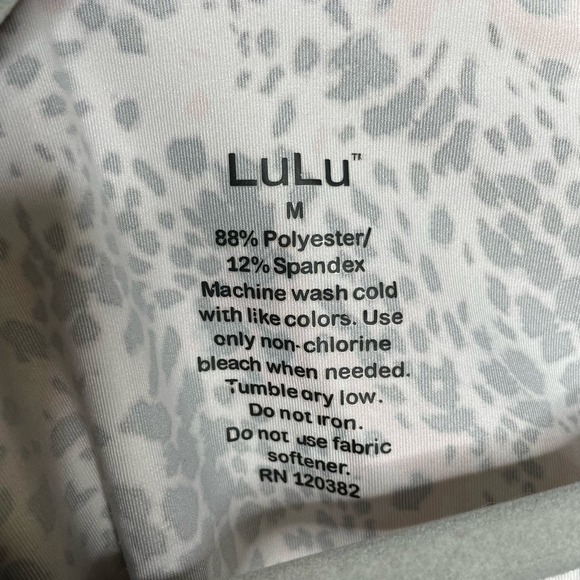 LuLu™
M
88% Polyester/
12% Spandex
Machine wash cold
with like colors. Use
only non-chlorine
bleach when needed.
Tumble dry low.
Do not iron.
Do not use fabric
softener.
RN 120382